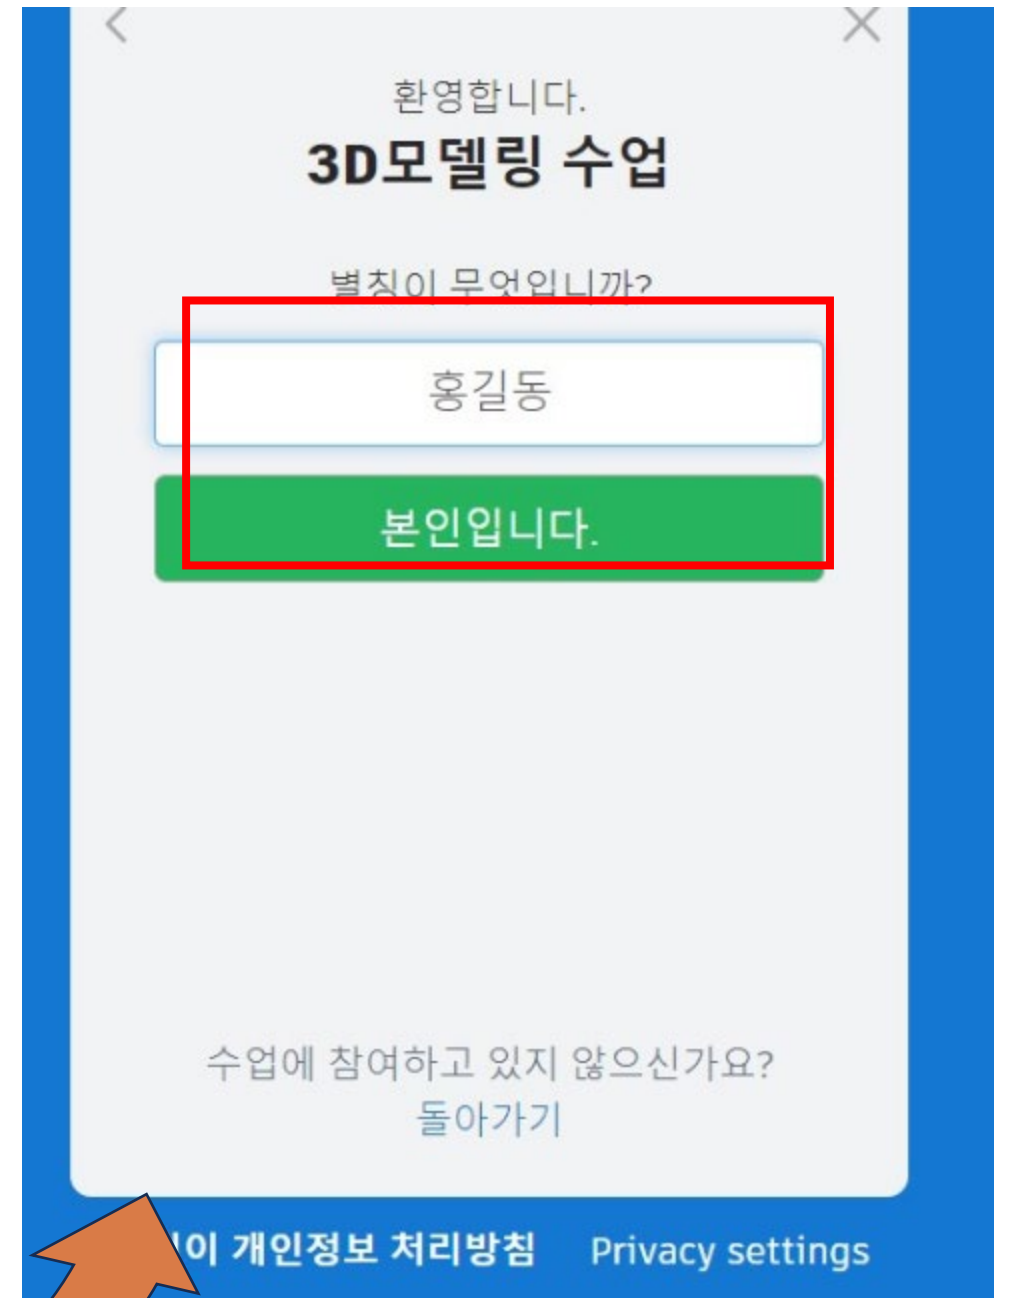 환영합니다.
3D모델링 수업
별칭이 무엇입니까?
홍길동
본인입니다.
수업에 참여하고 있지 않으신가요?
돌아가기
개인정보 처리방침 Privacy settings